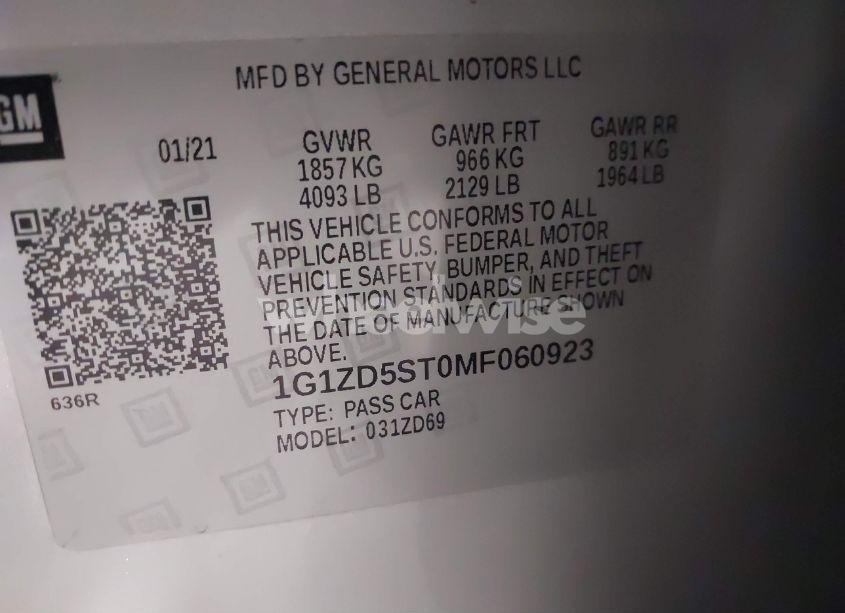 MFD BY GENERAL MOTORS LLC
GM
01/21 GVWR GAWR FRT GAWR RR
1857 KG 966 KG 891 KG
4093 LB 2129 LB 1964 LB
THIS VEHICLE CONFORMS TO ALL
APPLICABLE U.S. FEDERAL MOTOR
VEHICLE SAFETY, BUMPER, AND THEFT
PREVENTION STANDARDS IN EFFECT ON
THE DATE OF MANUFACTURE SHOWN
ABOVE.
1G1ZD5ST0MF060923
636R
TYPE: PASS CAR
MODEL: 031ZD69